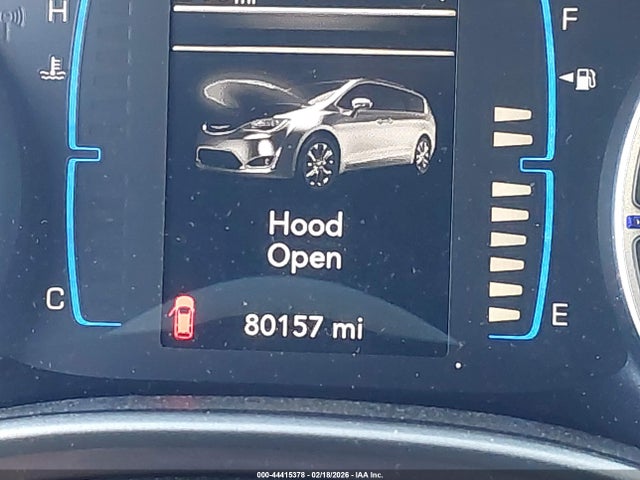 H
F
Hood
Open
C
80157 mi
E
000-44415378 - 02/18/2026 - IAA Inc.